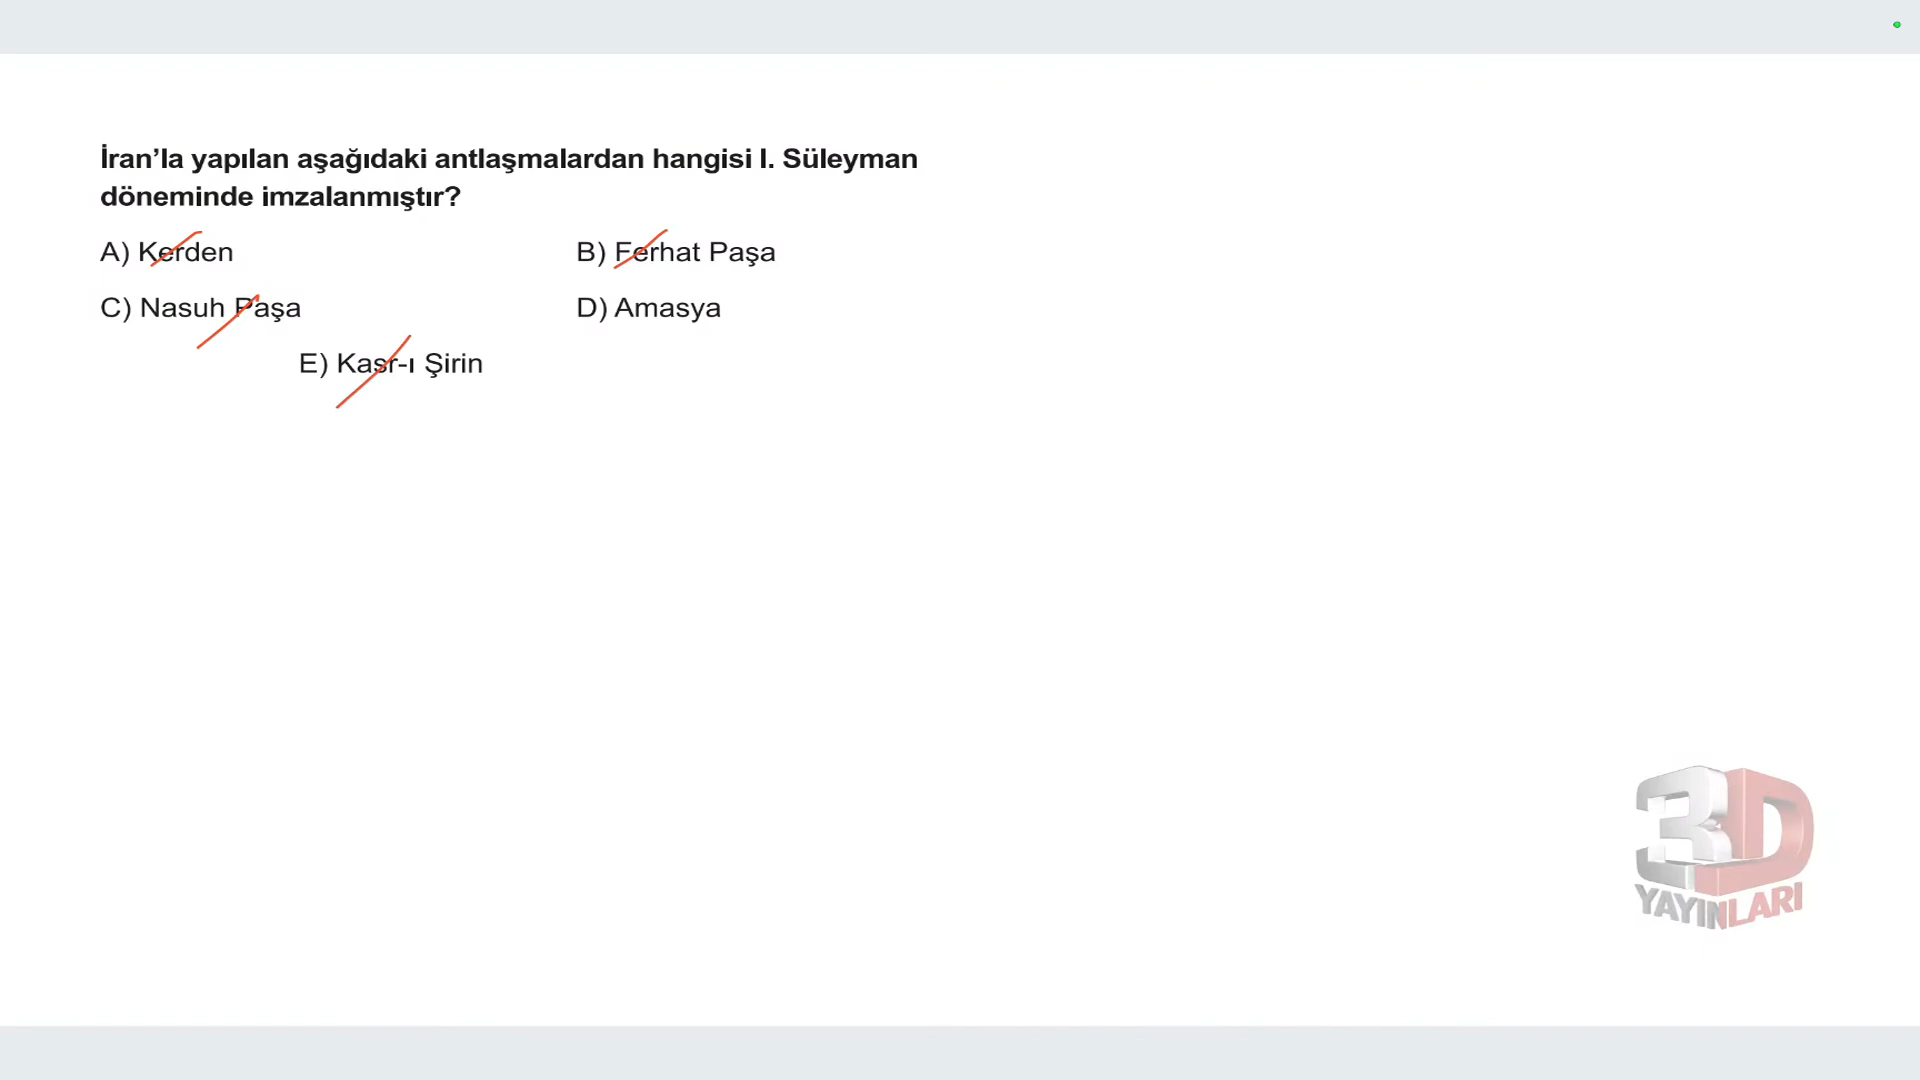 İran’la yapılan aşağıdaki antlaşmalardan hangisi I. Süleyman
döneminde imzalanmıştır?
A) Kerden B) Ferhat Paşa
C) Nasuh Paşa D) Amasya
E) Kasr-ı Şirin
3D
YAYINLARI